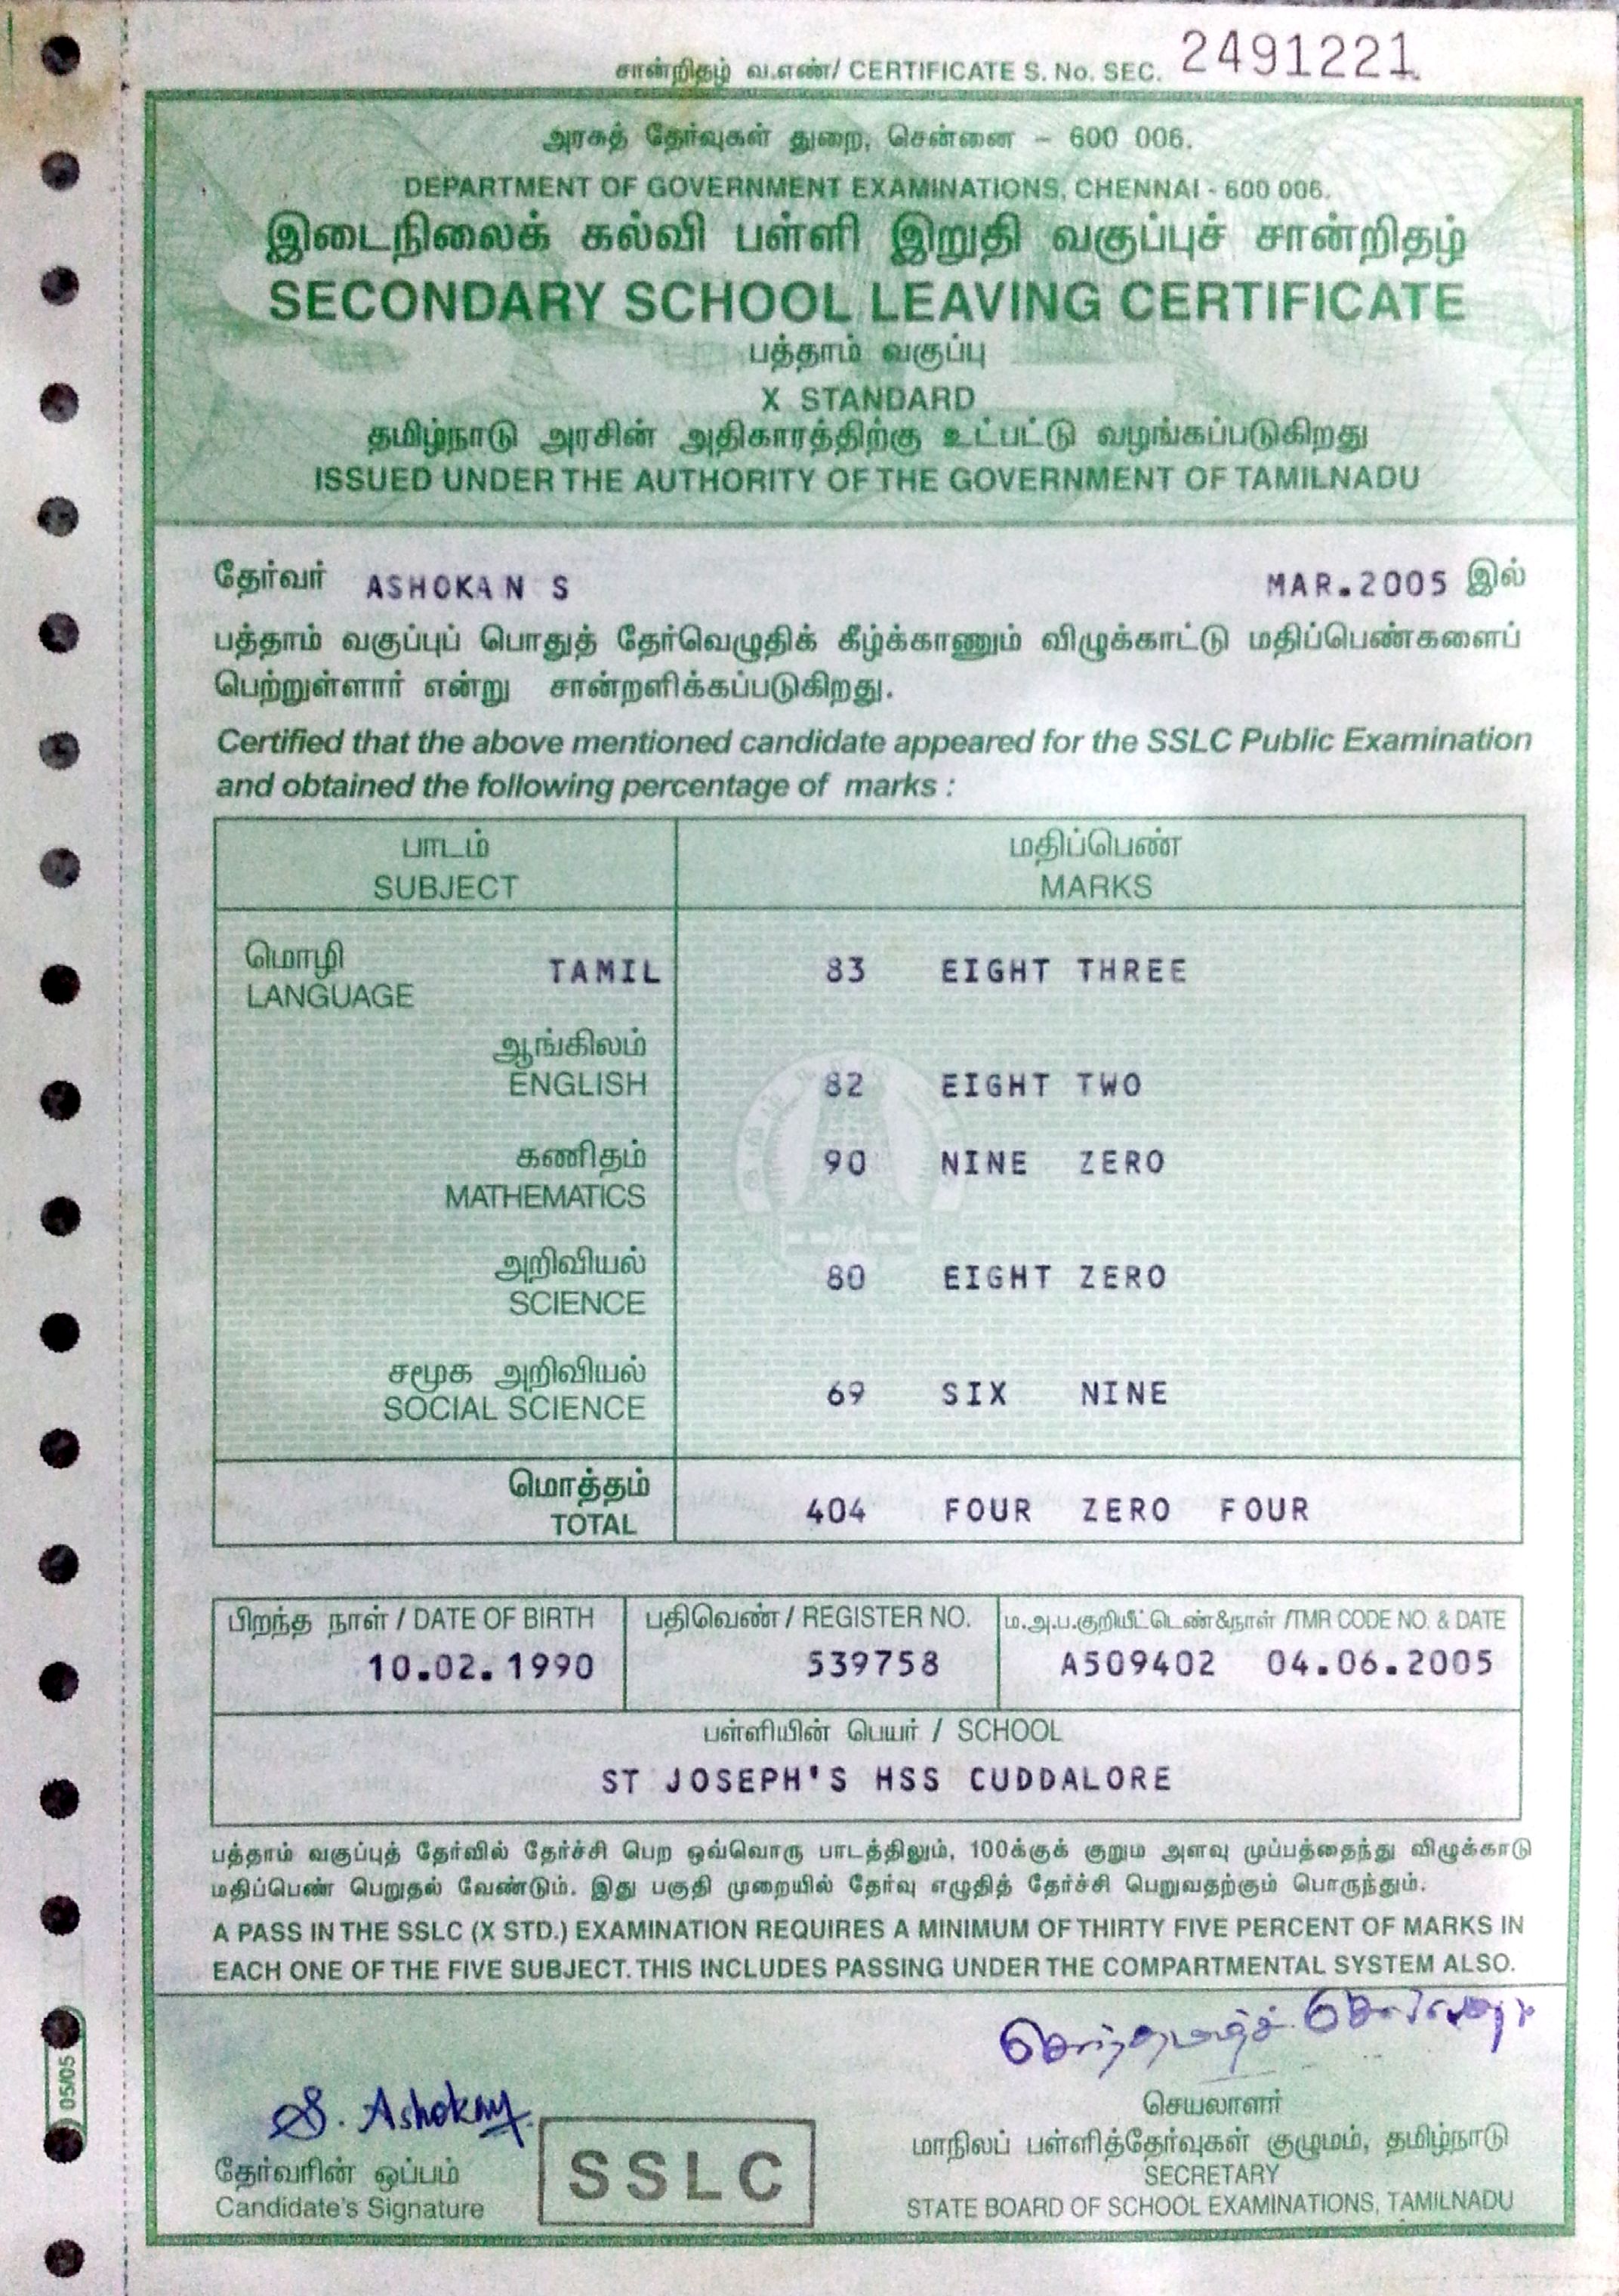 சான்றிதழ் வ.எண்/ CERTIFICATE S. No. SEC. 2491221
அரசுத் தேர்வுகள் துறை, சென்னை - 600 006.
DEPARTMENT OF GOVERNMENT EXAMINATIONS, CHENNAI - 600 006.
இடைநிலைக் கல்வி பள்ளி இறுதி வகுப்புச் சான்றிதழ்
SECONDARY SCHOOL LEAVING CERTIFICATE
பத்தாம் வகுப்பு
X STANDARD
தமிழ்நாடு அரசின் அதிகாரத்திற்கு உட்பட்டு வழங்கப்படுகிறது
ISSUED UNDER THE AUTHORITY OF THE GOVERNMENT OF TAMILNADU
தேர்வர் ASHOKAN S MAR.2005 இல்
பத்தாம் வகுப்புப் பொதுத் தேர்வெழுதிக் கீழ்க்காணும் விழுக்காட்டு மதிப்பெண்களைப்
பெற்றுள்ளார் என்று சான்றளிக்கப்படுகிறது.
Certified that the above mentioned candidate appeared for the SSLC Public Examination
and obtained the following percentage of marks :
பாடம் மதிப்பெண்
SUBJECT MARKS
மொழி
LANGUAGE TAMIL 83 EIGHT THREE
ஆங்கிலம்
ENGLISH 82 EIGHT TWO
கணிதம் 90 NINE ZERO
MATHEMATICS
அறிவியல் 80 EIGHT ZERO
SCIENCE
சமூக அறிவியல்
SOCIAL SCIENCE 69 SIX NINE
மொத்தம்
TOTAL 404 FOUR ZERO FOUR
பிறந்த நாள் / DATE OF BIRTH பதிவெண் / REGISTER NO. ம.அ.ப.குறியீட்டெண்&நாள் /TMR CODE NO. & DATE
10.02.1990 539758 A509402 04.06.2005
பள்ளியின் பெயர் / SCHOOL
ST JOSEPH'S HSS CUDDALORE
பத்தாம் வகுப்புத் தேர்வில் தேர்ச்சி பெற ஒவ்வொரு பாடத்திலும், 100க்குக் குறும அளவு முப்பத்தைந்து விழுக்காடு
மதிப்பெண் பெறுதல் வேண்டும். இது பகுதி முறையில் தேர்வு எழுதித் தேர்ச்சி பெறுவதற்கும் பொருந்தும்.
A PASS IN THE SSLC (X STD.) EXAMINATION REQUIRES A MINIMUM OF THIRTY FIVE PERCENT OF MARKS IN
EACH ONE OF THE FIVE SUBJECT. THIS INCLUDES PASSING UNDER THE COMPARTMENTAL SYSTEM ALSO.
05/05
S. Ashokan
SSLC
தேர்வரின் ஒப்பம்
Candidate's Signature
செயலாளர்
மாநிலப் பள்ளித்தேர்வுகள் குழுமம், தமிழ்நாடு
SECRETARY
STATE BOARD OF SCHOOL EXAMINATIONS, TAMILNADU